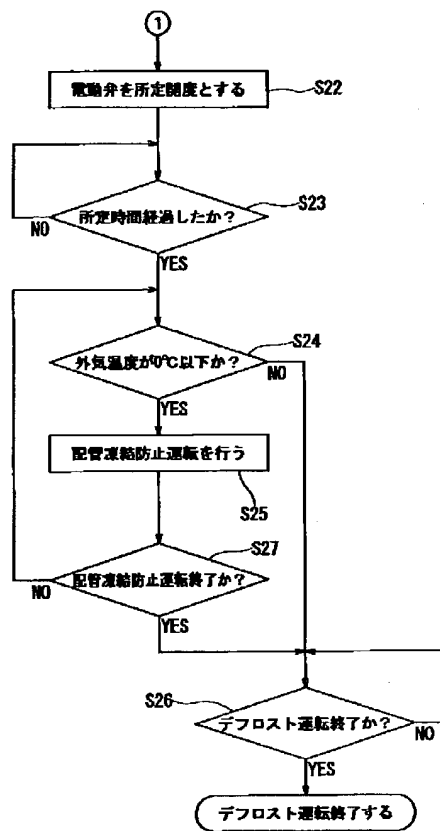 1
電動弁を所定開度とする
S22
所定時間経過したか?
S23
NO
YES
外気温度が0℃以下か?
S24
NO
YES
配管凍結防止運転を行う
S25
配管凍結防止運転終了か?
S27
NO
YES
デフロスト運転終了か?
S26
NO
YES
デフロスト運転終了する